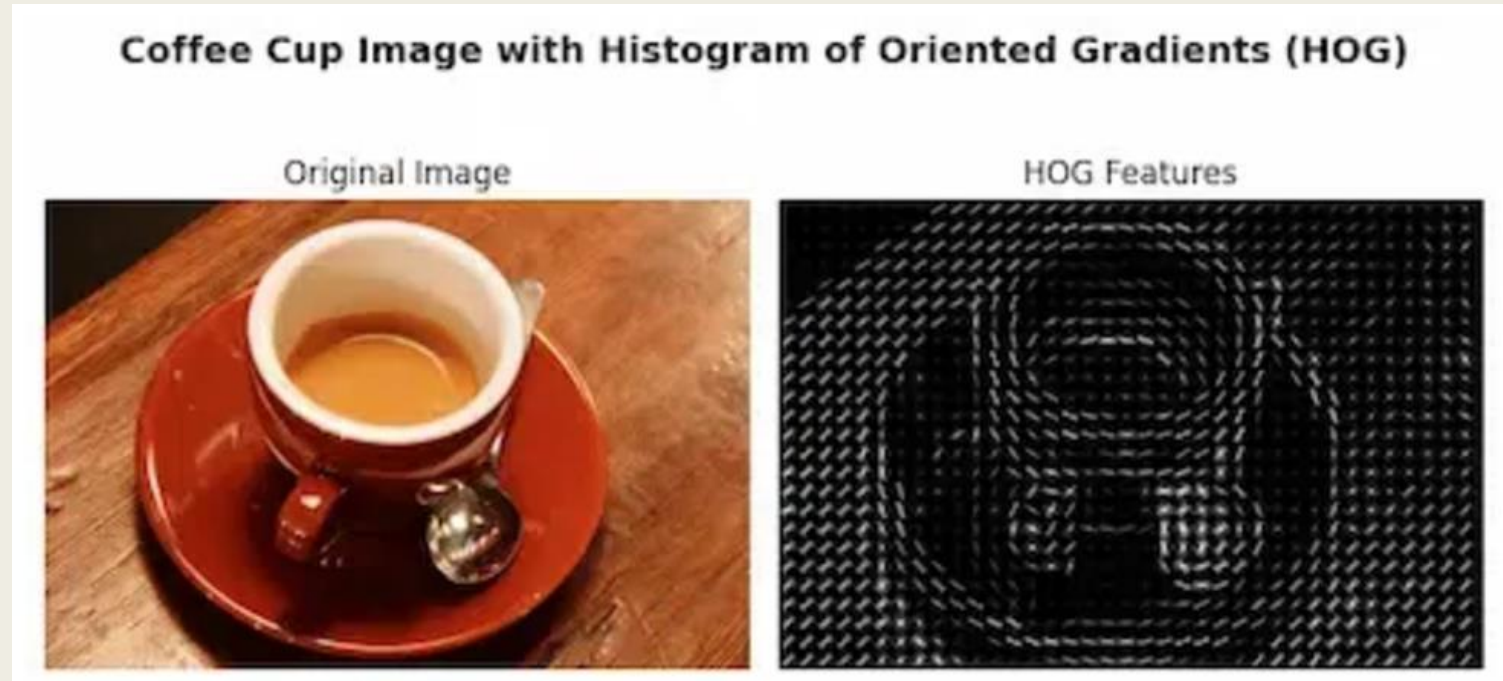 Coffee Cup Image with Histogram of Oriented Gradients (HOG)
Original Image
HOG Features